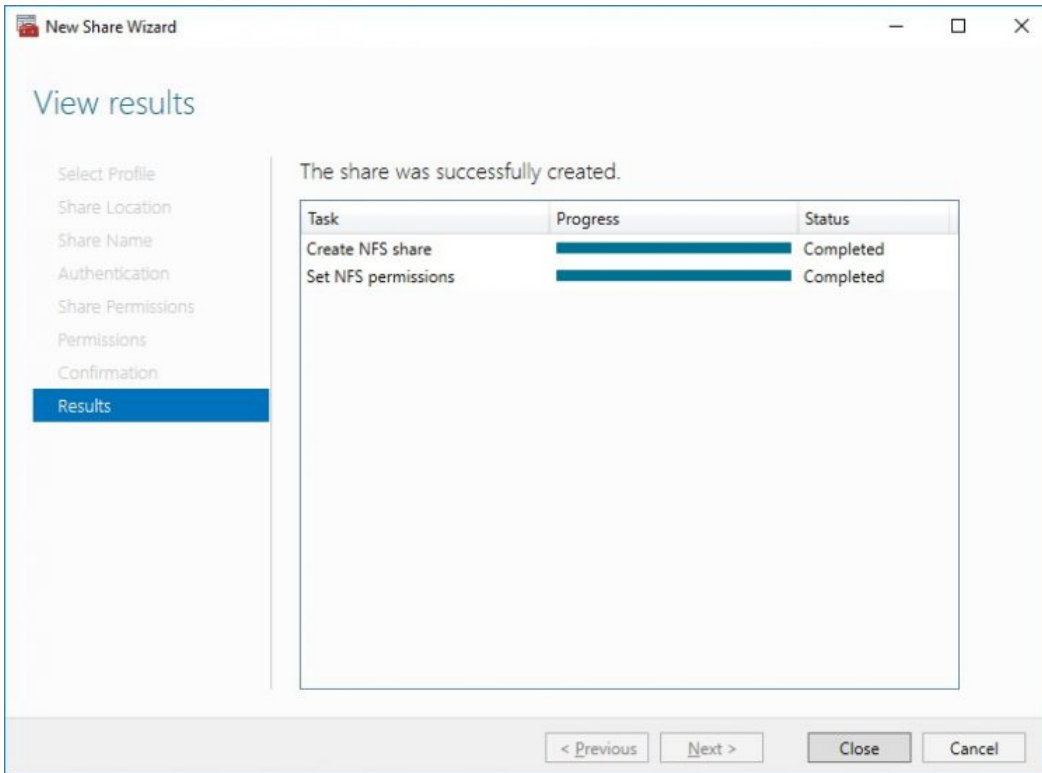 New Share Wizard
View results
Select Profile
Share Location
Share Name
Authentication
Share Permissions
Permissions
Confirmation
Results
The share was successfully created.
Task Progress Status
Create NFS share Completed
Set NFS permissions Completed
< Previous Next > Close Cancel